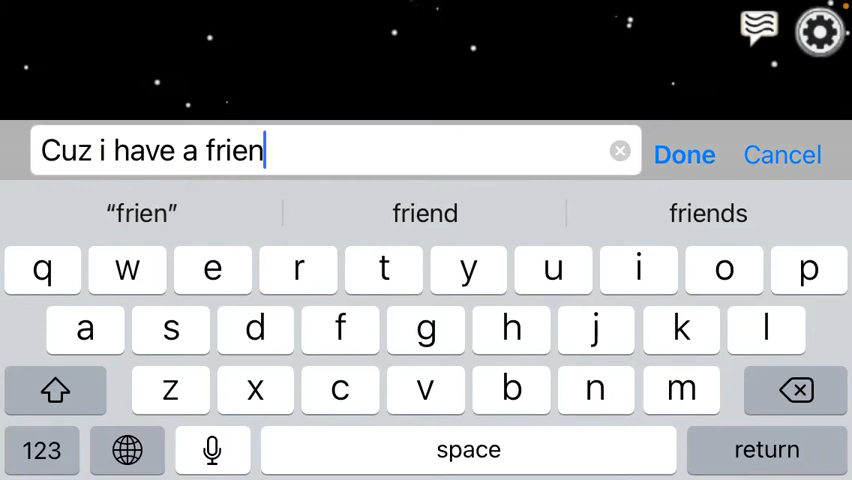 Cuz i have a frien
Done
Cancel
“frien”
friend
friends
q w e r t y u i o p
a s d f g h j k l
z x c v b n m
123
space
return